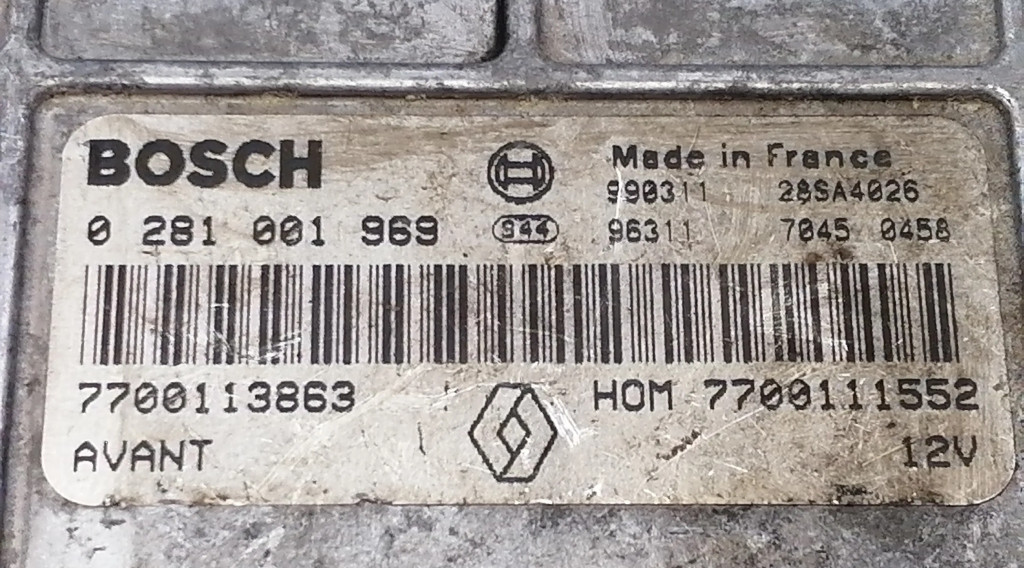 BOSCH
Made in France
990311 28SA4026
0 281 001 969
944
96311 7045 0458
7700113863
HOM 7700111552
AVANT
12V